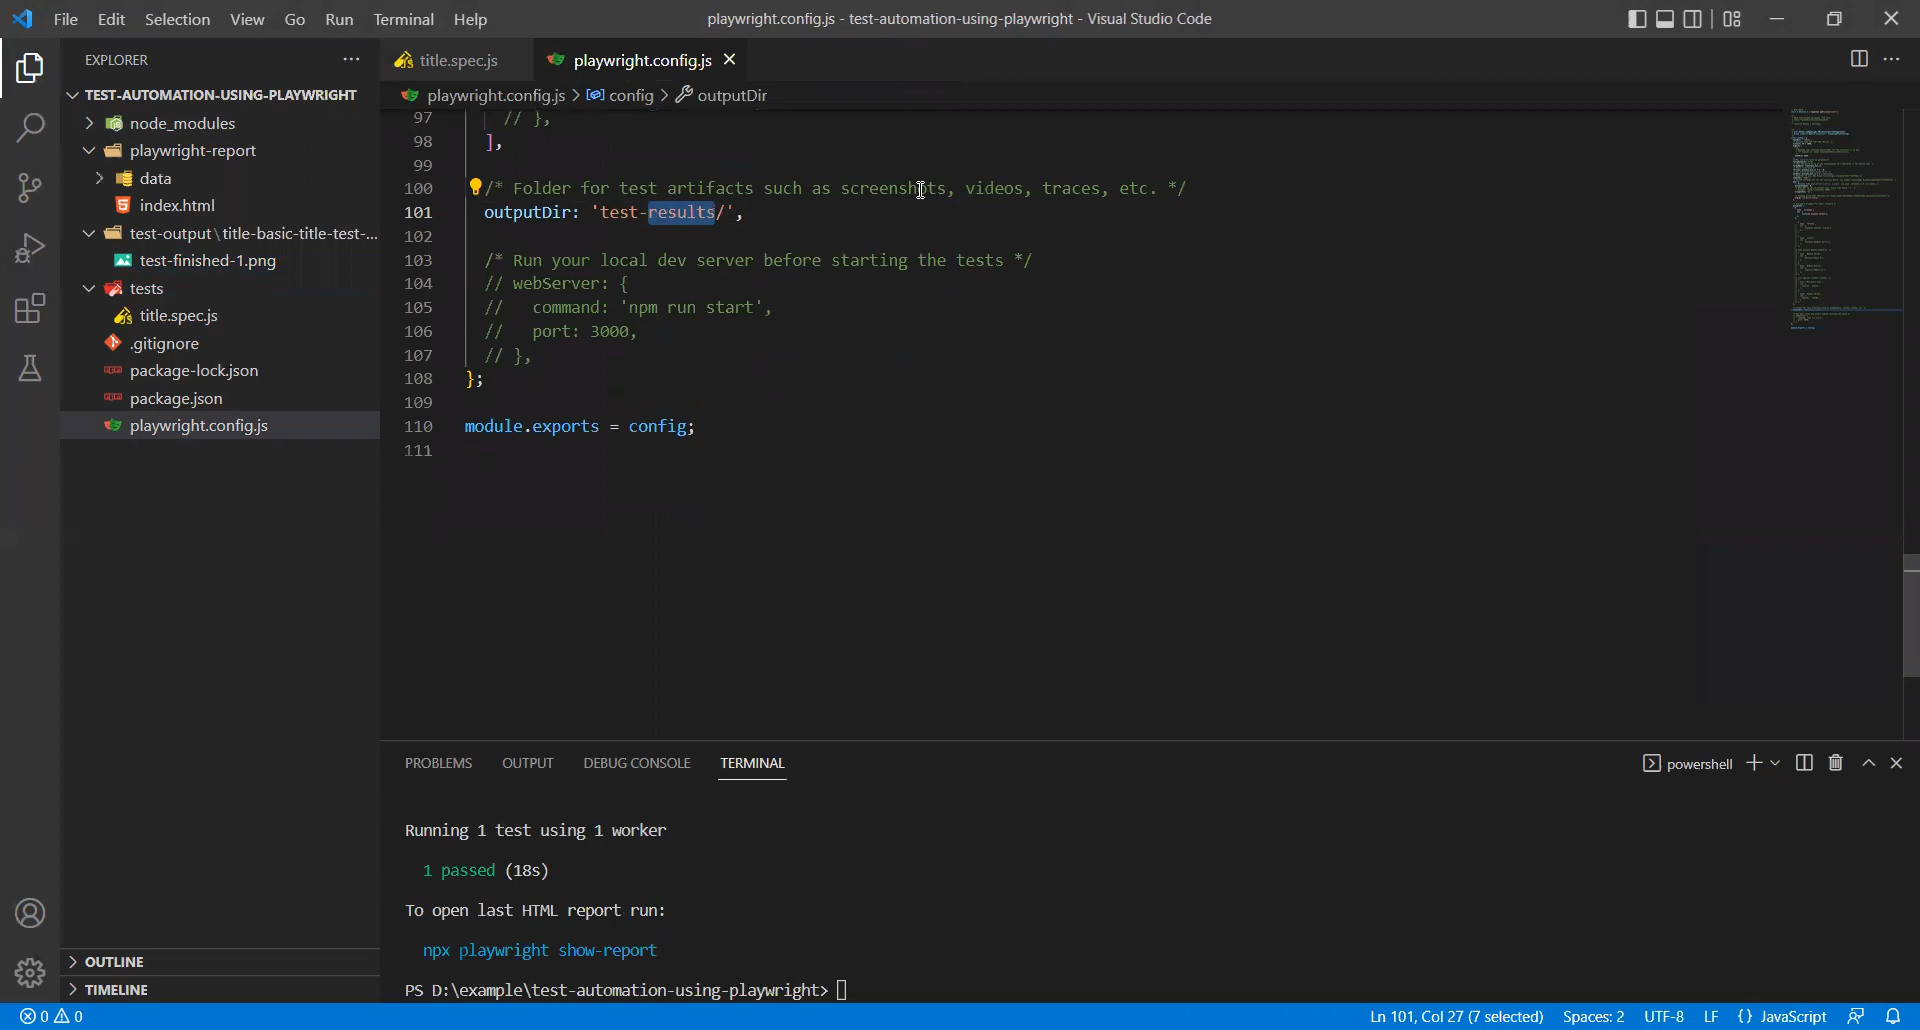 File Edit Selection View Go Run Terminal Help
playwright.config.js - test-automation-using-playwright - Visual Studio Code
EXPLORER
TEST-AUTOMATION-USING-PLAYWRIGHT
node_modules
playwright-report
data
index.html
test-output\title-basic-title-test-...
test-finished-1.png
tests
title.spec.js
.gitignore
package-lock.json
package.json
playwright.config.js
OUTLINE
TIMELINE
title.spec.js playwright.config.js
playwright.config.js > config > outputDir
97 // },
98 ],
99
100 /* Folder for test artifacts such as screenshots, videos, traces, etc. */
101 outputDir: 'test-results/',
102
103 /* Run your local dev server before starting the tests */
104 // webServer: {
105 // command: 'npm run start',
106 // port: 3000,
107 // },
108 };
109
110 module.exports = config;
111
PROBLEMS OUTPUT DEBUG CONSOLE TERMINAL
powershell
Running 1 test using 1 worker
1 passed (18s)
To open last HTML report run:
npx playwright show-report
PS D:\example\test-automation-using-playwright>
0 0
Ln 101, Col 27 (7 selected) Spaces: 2 UTF-8 LF {} JavaScript